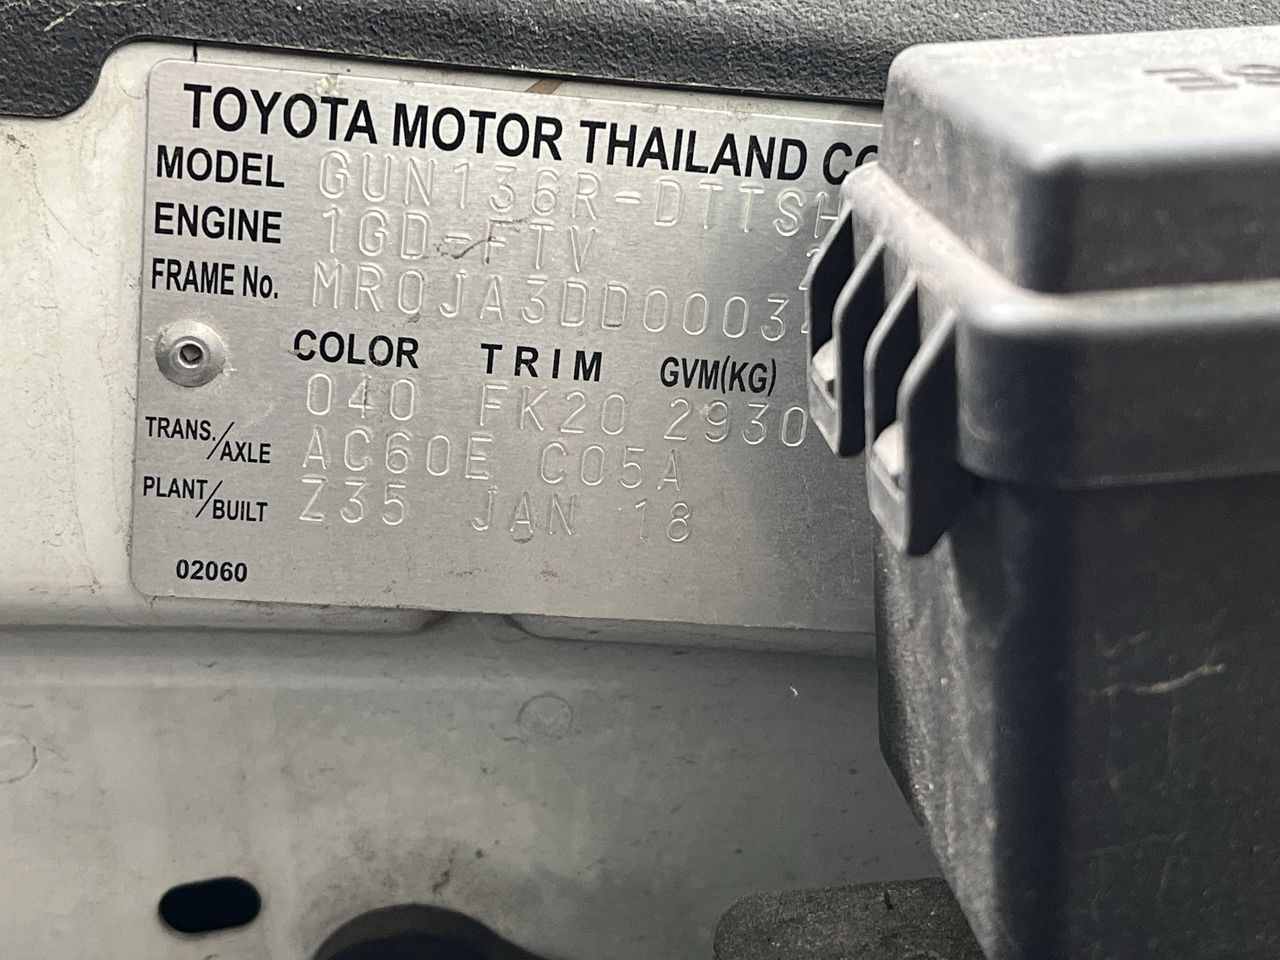 TOYOTA MOTOR THAILAND CO
MODEL GUN136R-DTTSH
ENGINE 1GD-FTV
FRAME No. MR0JA3DD00034
COLOR TRIM GVM(KG)
040 FK20 2930
TRANS./AXLE AC60E C05A
PLANT/BUILT Z35 JAN 18
02060